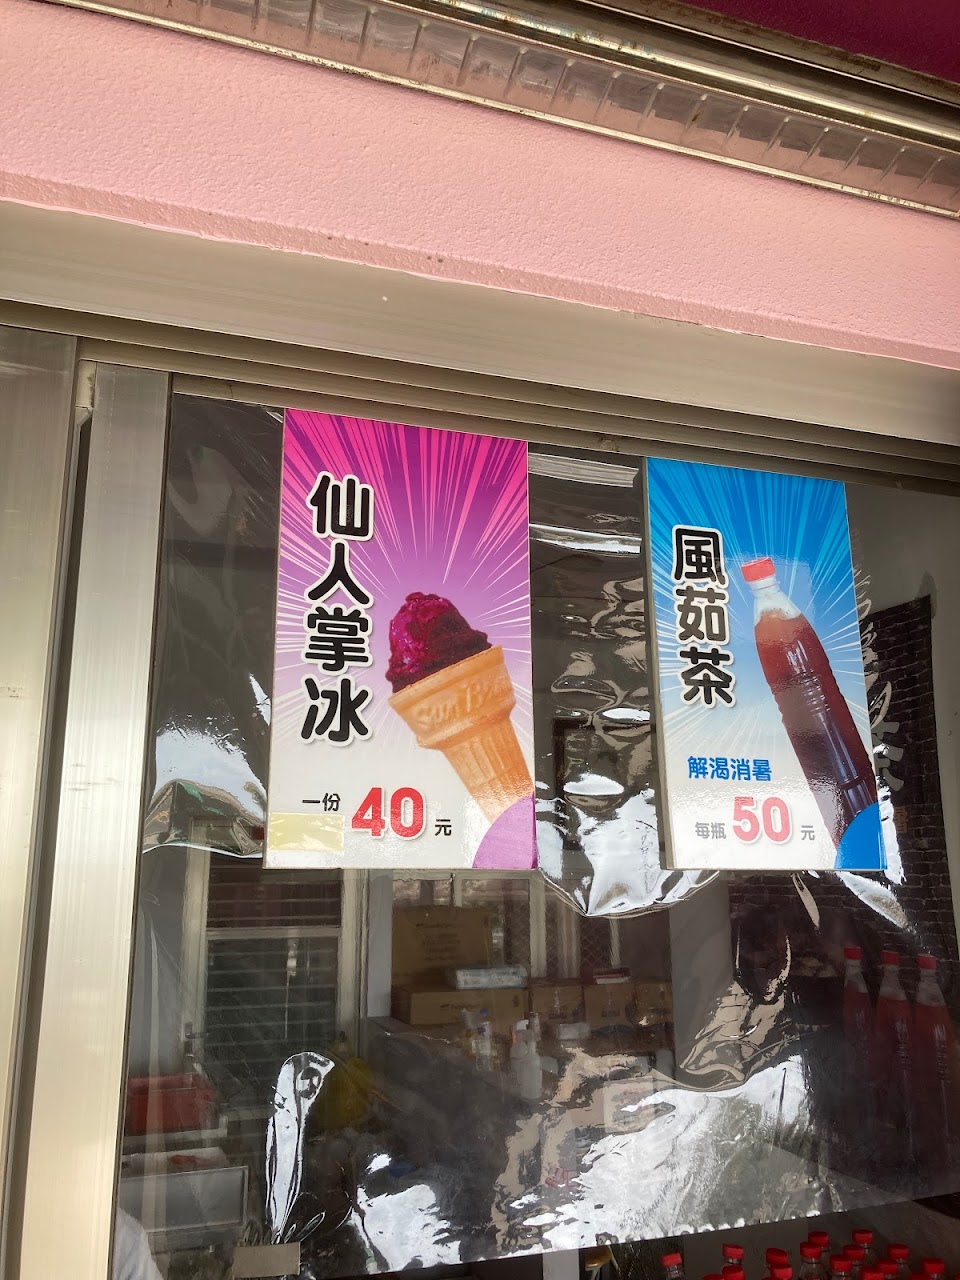 仙人掌冰
一份 40 元
風茹茶
解渴消暑
每瓶 50 元